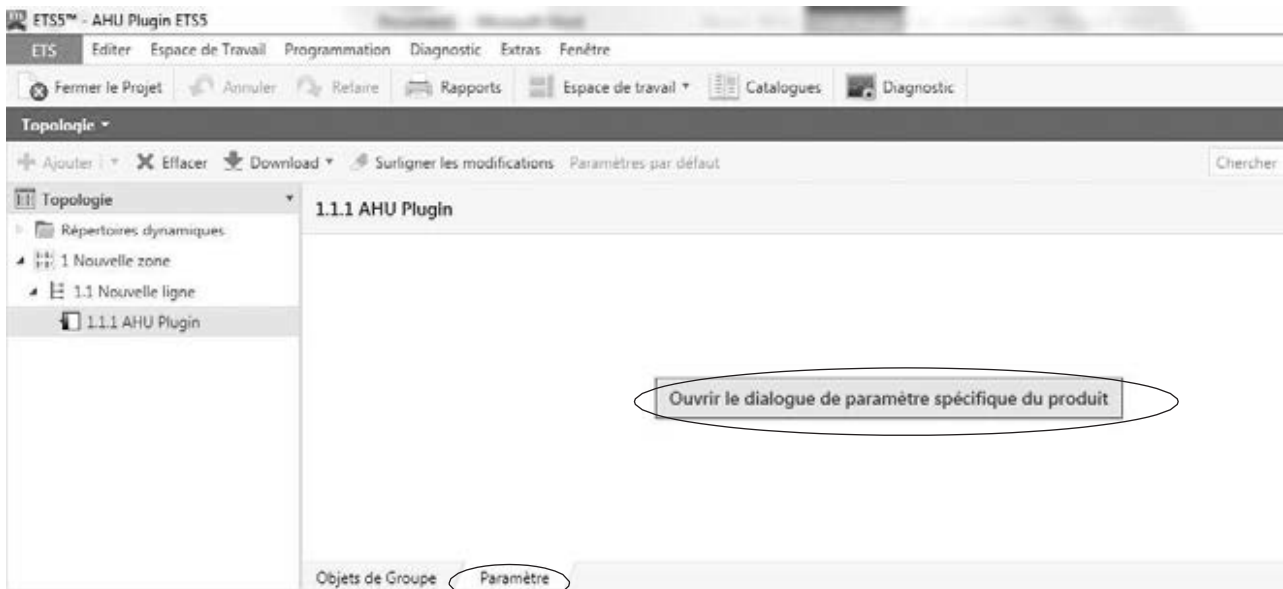 ETS5™ - AHU Plugin ETS5
ETS Editer Espace de Travail Programmation Diagnostic Extras Fenêtre
Fermer le Projet Annuler Refaire Rapports Espace de travail Catalogues Diagnostic
Topologie
Ajouter Effacer Download Surligner les modifications Paramètres par défaut Chercher
Topologie
1.1.1 AHU Plugin
Répertoires dynamiques
1 Nouvelle zone
1.1 Nouvelle ligne
1.1.1 AHU Plugin
Ouvrir le dialogue de paramètre spécifique du produit
Objets de Groupe Paramètre